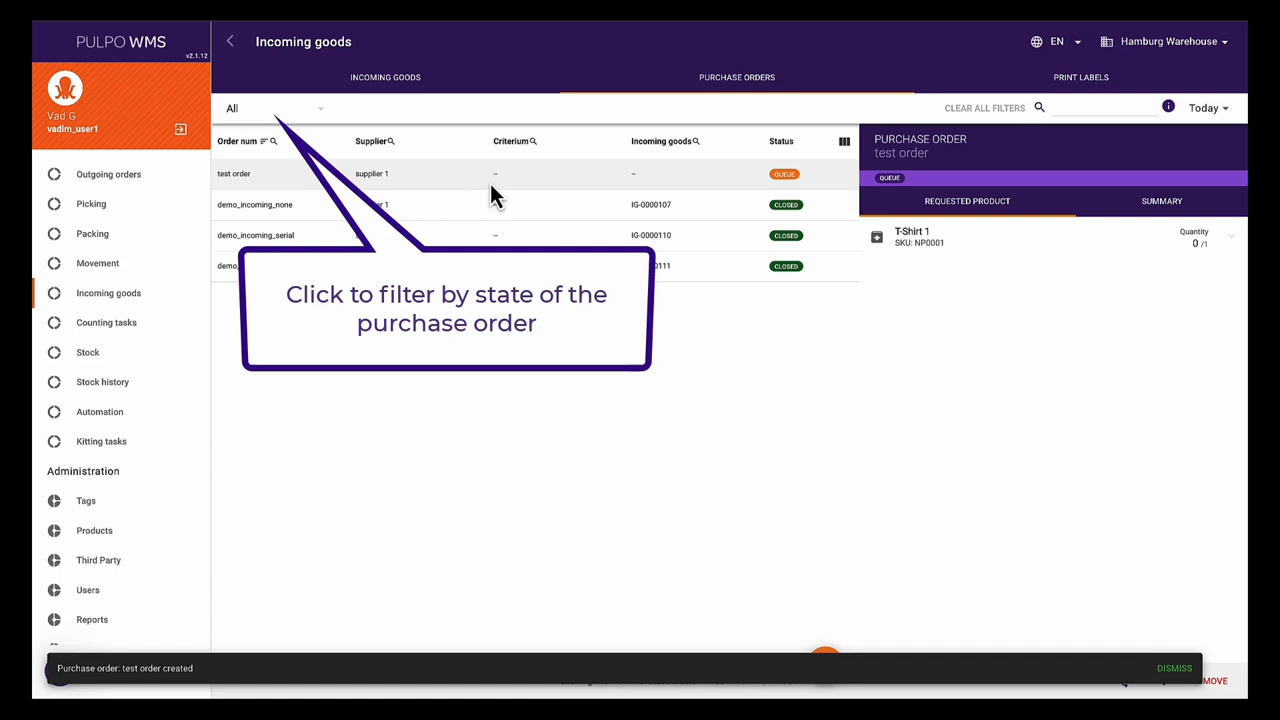 PULPO WMS
v2.1.12
Incoming goods
EN
Hamburg Warehouse
Vad G
vadim_user1
INCOMING GOODS
PURCHASE ORDERS
PRINT LABELS
All
CLEAR ALL FILTERS
Today
Order num
Supplier
Criterium
Incoming goods
Status
test order
supplier 1
--
--
QUEUE
demo_incoming_none
1
--
IG-0000107
CLOSED
demo_incoming_serial
--
IG-0000110
CLOSED
CLOSED
Click to filter by state of the
purchase order
PURCHASE ORDER
test order
QUEUE
REQUESTED PRODUCT
SUMMARY
T-Shirt 1
SKU: NP0001
Quantity
0 /1
Outgoing orders
Picking
Packing
Movement
Incoming goods
Counting tasks
Stock
Stock history
Automation
Kitting tasks
Administration
Tags
Products
Third Party
Users
Reports
Purchase order: test order created
DISMISS